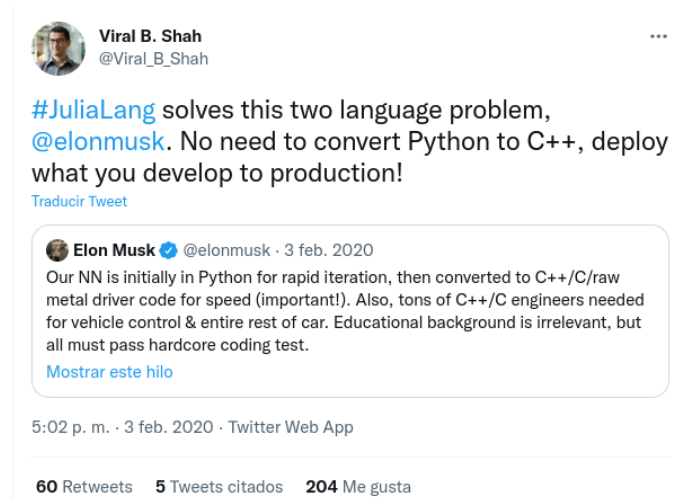 Viral B. Shah
@Viral_B_Shah
#JuliaLang solves this two language problem,
@elonmusk. No need to convert Python to C++, deploy
what you develop to production!
Traducir Tweet
Elon Musk @elonmusk · 3 feb. 2020
Our NN is initially in Python for rapid iteration, then converted to C++/C/raw
metal driver code for speed (important!). Also, tons of C++/C engineers needed
for vehicle control & entire rest of car. Educational background is irrelevant, but
all must pass hardcore coding test.
Mostrar este hilo
5:02 p. m. · 3 feb. 2020 · Twitter Web App
60 Retweets 5 Tweets citados 204 Me gusta